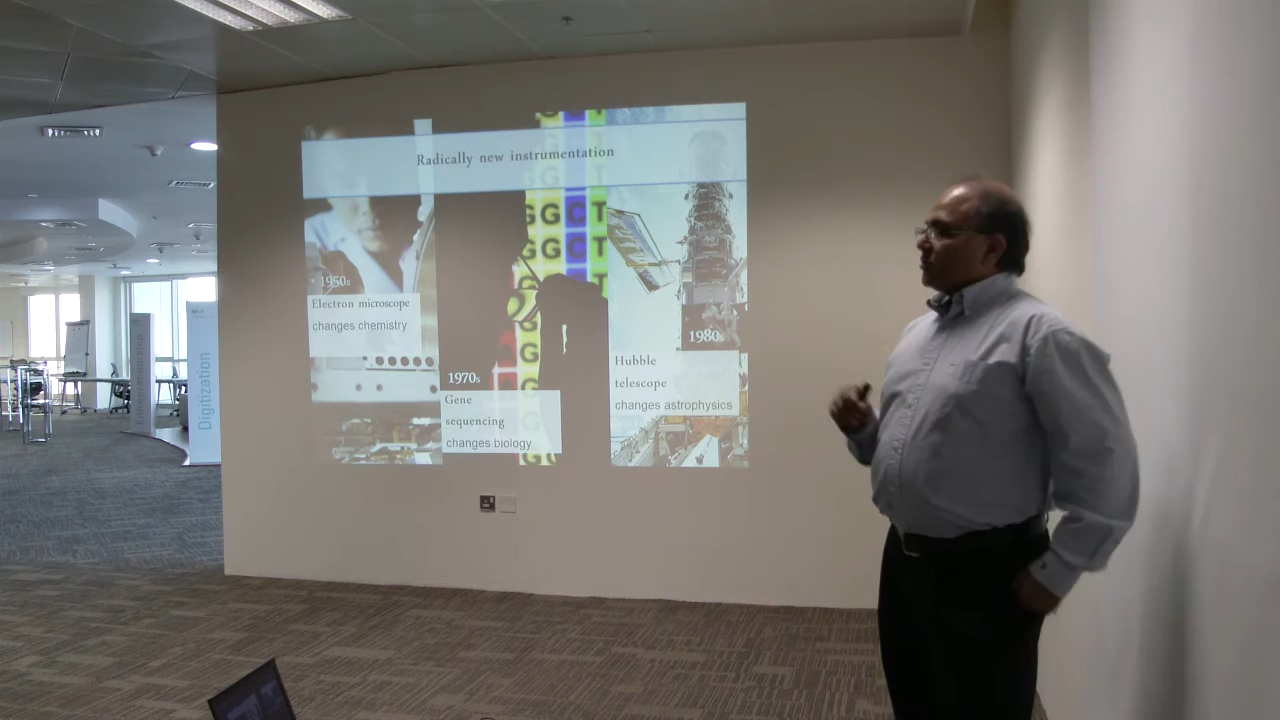 Radically new instrumentation
GGCT
GGCT
1950s
Electron microscope
changes chemistry
1970s
Gene
sequencing
changes biology
1980s
Hubble
telescope
changes astrophysics
Digitization